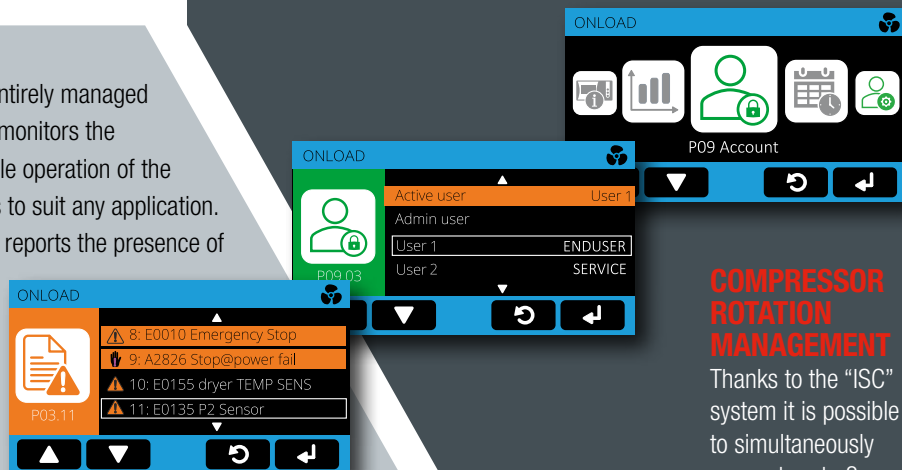 ntirely managed
monitors the
le operation of the
s to suit any application.
reports the presence of
ONLOAD
P03.11
8: E0010 Emergency Stop
9: A2826 Stop@power fail
10: E0155 dryer TEMP SENS
11: E0135 P2 Sensor
ONLOAD
P09.03
Active user User 1
Admin user
User 1 ENDUSER
User 2 SERVICE
ONLOAD
P09 Account
COMPRESSOR
ROTATION
MANAGEMENT
Thanks to the “ISC”
system it is possible
to simultaneously